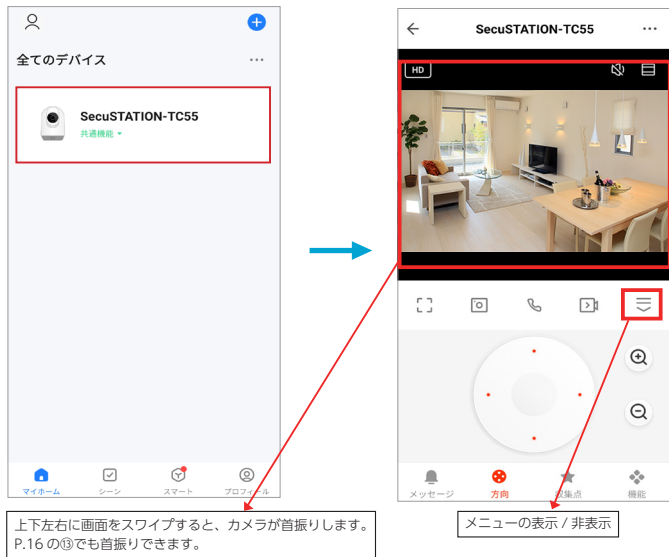 全てのデバイス
SecuSTATION-TC55
共通機能
マイホーム
シーン
スマート
プロフィール
SecuSTATION-TC55
HD
メッセージ
方向
収集点
機能
上下左右に画面をスワイプすると、カメラが首振りします。
P.16 の⑬でも首振りできます。
メニューの表示 / 非表示